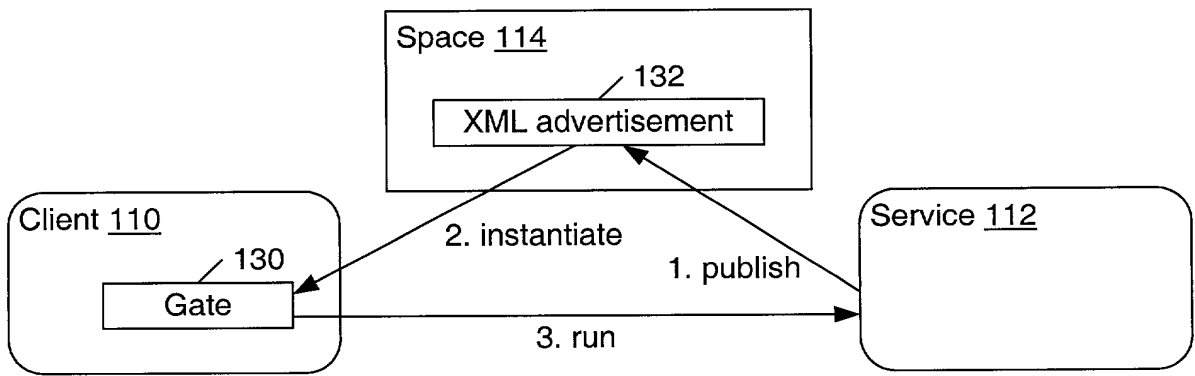 Space 114
132
XML advertisement
Client 110
2. instantiate
Service 112
130
1. publish
Gate
3. run